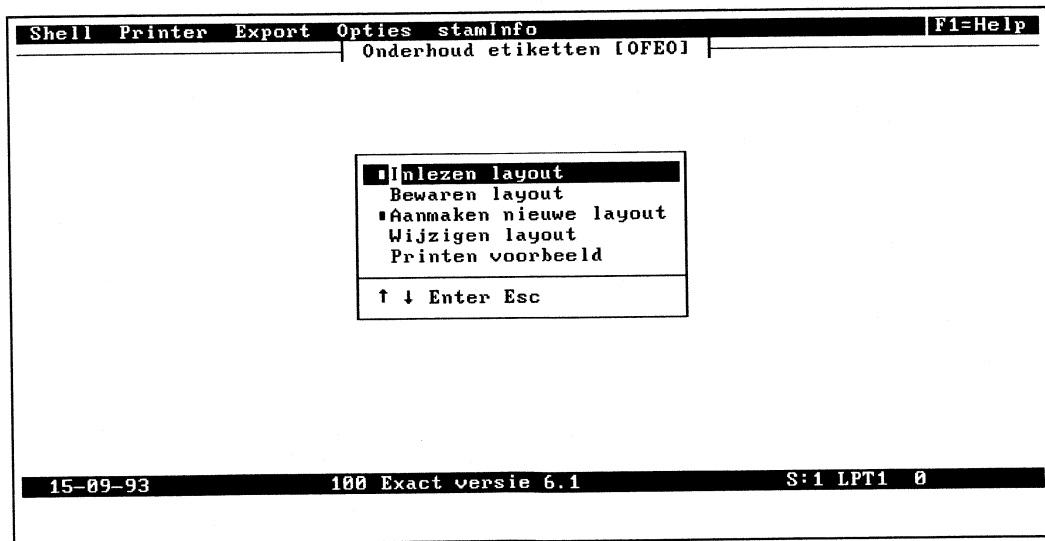 Shell Printer Export Opties stamInfo F1=Help
Onderhoud etiketten [OFEO]
Inlezen layout
Bewaren layout
Aanmaken nieuwe layout
Wijzigen layout
Printen voorbeeld
↑ ↓ Enter Esc
15-09-93 100 Exact versie 6.1 S:1 LPT1 0